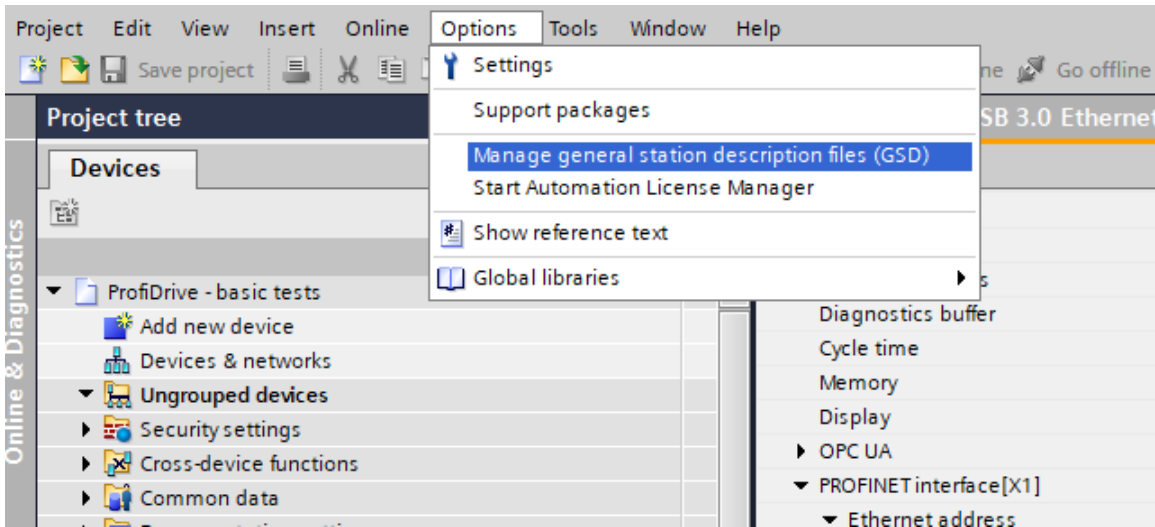 Project Edit View Insert Online Options Tools Window Help
Save project
Settings
Go offline
Support packages
Project tree
SB 3.0 Ethernet
Manage general station description files (GSD)
Devices
Start Automation License Manager
Show reference text
Global libraries
ProfiDrive - basic tests
Diagnostics buffer
Add new device
Cycle time
Devices & networks
Memory
Ungrouped devices
Display
Security settings
OPC UA
Cross-device functions
PROFINET interface[X1]
Common data
Ethernet address
Online & Diagnostics